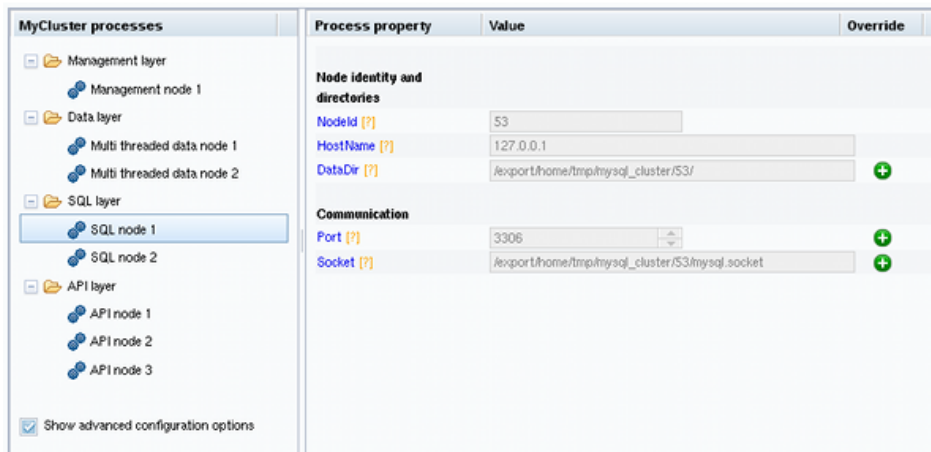 MyCluster processes
Management layer
Management node 1
Data layer
Multi threaded data node 1
Multi threaded data node 2
SQL layer
SQL node 1
SQL node 2
API layer
API node 1
API node 2
API node 3
Show advanced configuration options
Process property Value Override
Node identity and
directories
NodeId [?] 53
HostName [?] 127.0.0.1
DataDir [?] /export/home/tmp/mysql_cluster/53/
Communication
Port [?] 3306
Socket [?] /export/home/tmp/mysql_cluster/53/mysql.socket